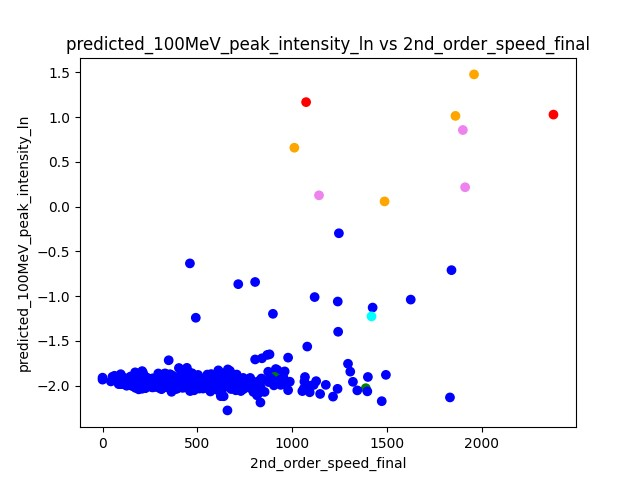 predicted_100MeV_peak_intensity_ln vs 2nd_order_speed_final
predicted_100MeV_peak_intensity_ln
1.5
1.0
0.5
0.0
−0.5
−1.0
−1.5
−2.0
0 500 1000 1500 2000
2nd_order_speed_final